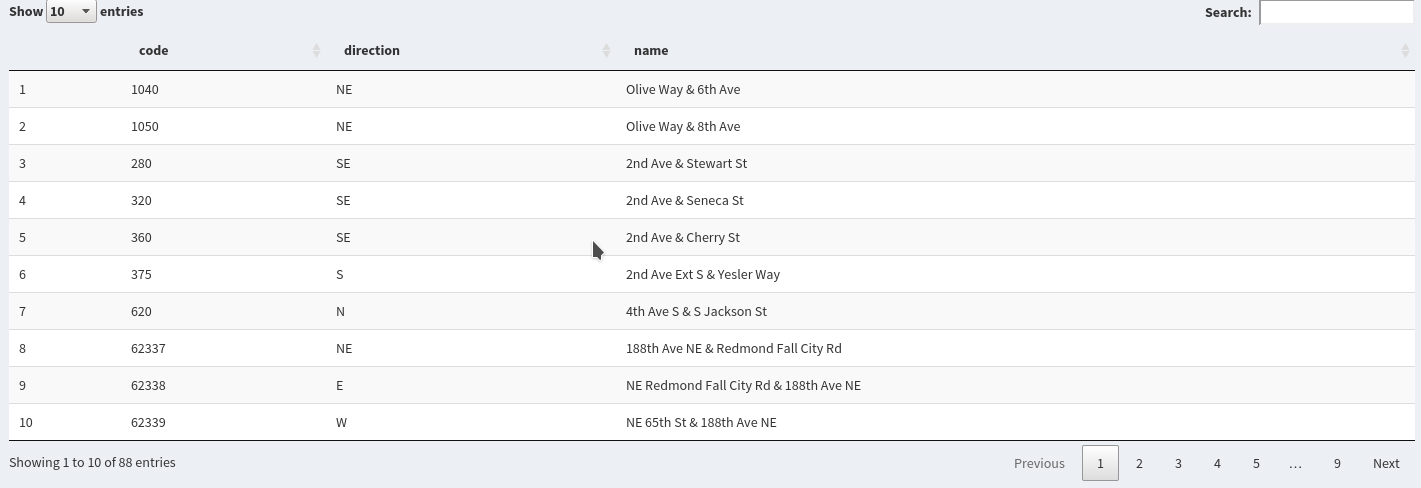 Show 10 entries Search:
code direction name
1 1040 NE Olive Way & 6th Ave
2 1050 NE Olive Way & 8th Ave
3 280 SE 2nd Ave & Stewart St
4 320 SE 2nd Ave & Seneca St
5 360 SE 2nd Ave & Cherry St
6 375 S 2nd Ave Ext S & Yesler Way
7 620 N 4th Ave S & S Jackson St
8 62337 NE 188th Ave NE & Redmond Fall City Rd
9 62338 E NE Redmond Fall City Rd & 188th Ave NE
10 62339 W NE 65th St & 188th Ave NE
Showing 1 to 10 of 88 entries Previous 1 2 3 4 5 … 9 Next